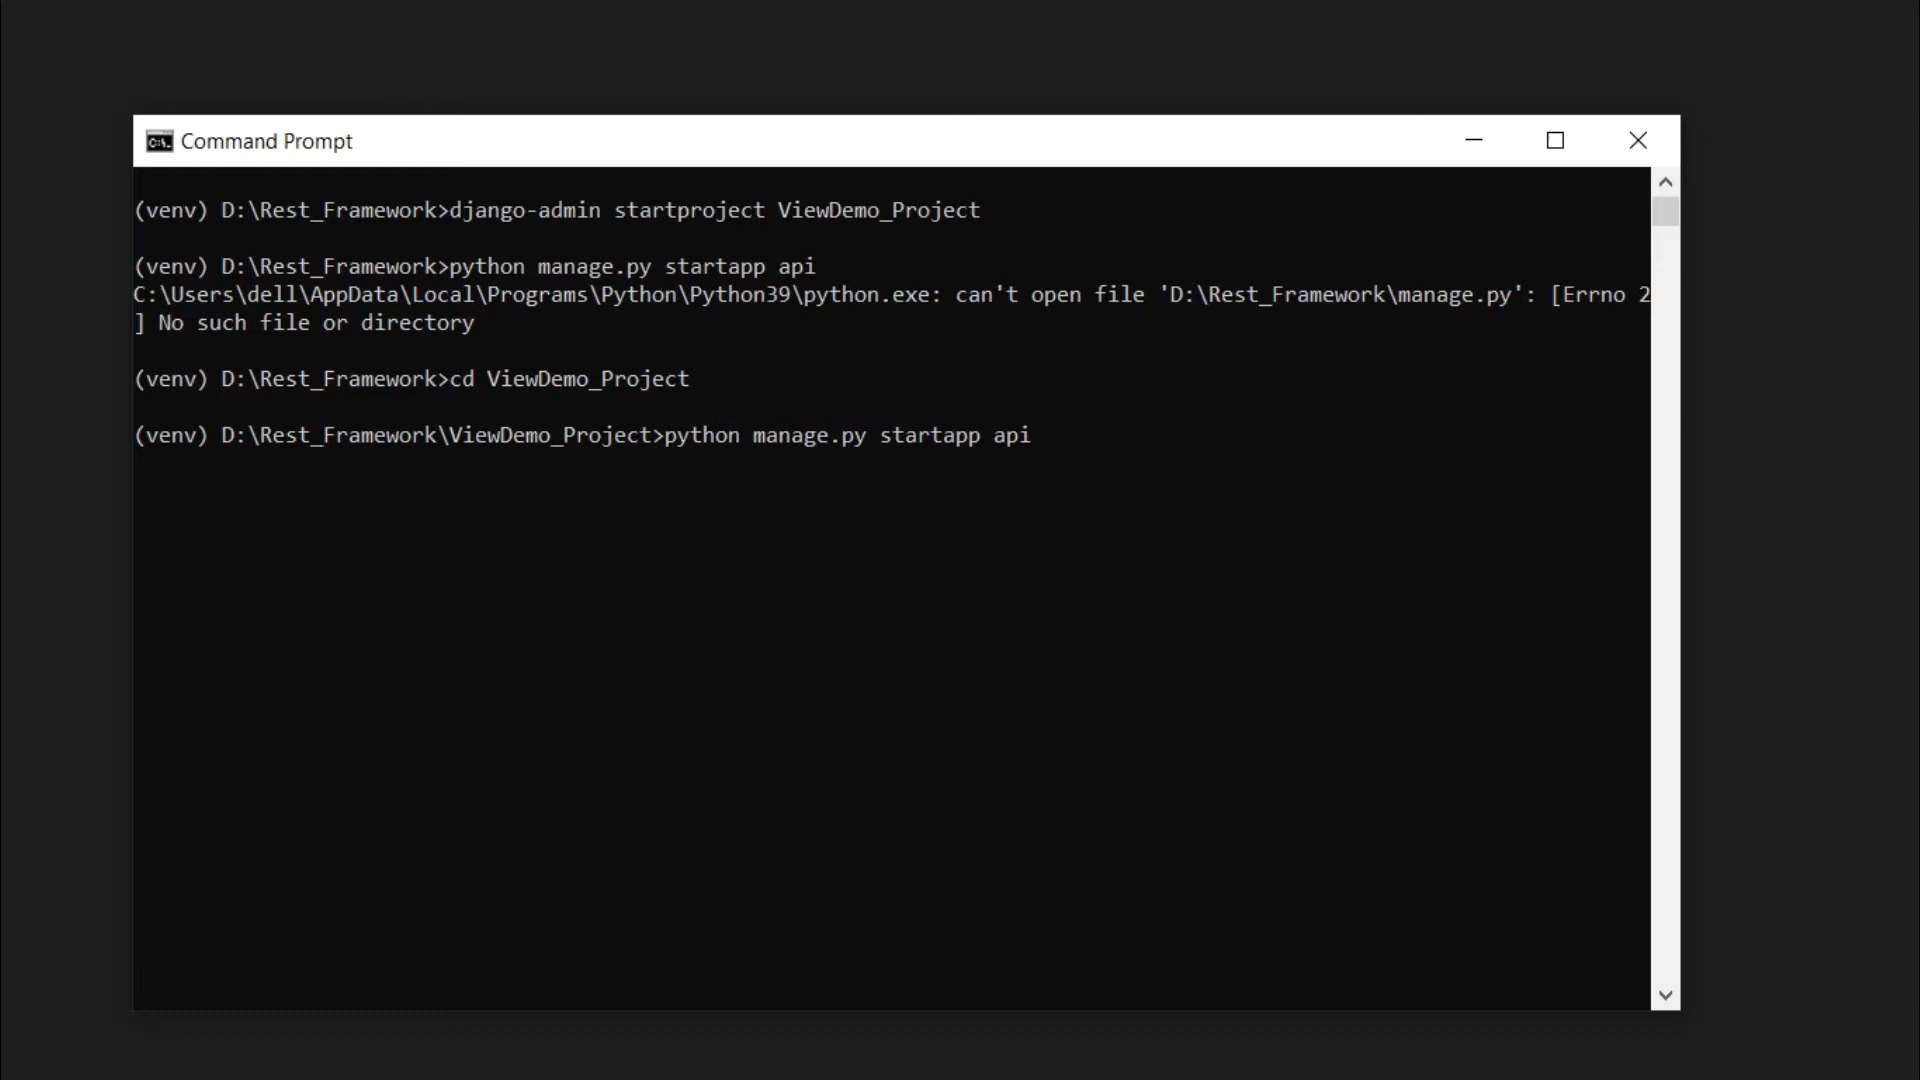 Command Prompt
(venv) D:\Rest_Framework>django-admin startproject ViewDemo_Project
(venv) D:\Rest_Framework>python manage.py startapp api
C:\Users\dell\AppData\Local\Programs\Python\Python39\python.exe: can't open file 'D:\Rest_Framework\manage.py': [Errno 2
] No such file or directory
(venv) D:\Rest_Framework>cd ViewDemo_Project
(venv) D:\Rest_Framework\ViewDemo_Project>python manage.py startapp api